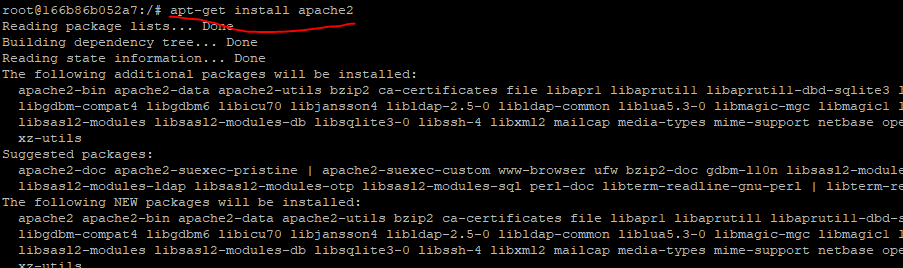 root@166b86b052a7:/# apt-get install apache2
Reading package lists... Done
Building dependency tree... Done
Reading state information... Done
The following additional packages will be installed:
apache2-bin apache2-data apache2-utils bzip2 ca-certificates file libapr1 libaprutil1 libaprutil1-dbd-sqlite3
libgdbm-compat4 libgdbm6 libicu70 libjansson4 libldap-2.5-0 libldap-common liblua5.3-0 libmagic-mgc libmagic1
libsasl2-modules libsasl2-modules-db libsqlite3-0 libssh-4 libxml2 mailcap media-types mime-support netbase ope
xz-utils
Suggested packages:
apache2-doc apache2-suexec-pristine | apache2-suexec-custom www-browser ufw bzip2-doc gdbm-l10n libsasl2-module
libsasl2-modules-ldap libsasl2-modules-otp libsasl2-modules-sql perl-doc libterm-readline-gnu-perl | libterm-re
The following NEW packages will be installed:
apache2 apache2-bin apache2-data apache2-utils bzip2 ca-certificates file libapr1 libaprutil1 libaprutil1-dbd-s
libgdbm-compat4 libgdbm6 libicu70 libjansson4 libldap-2.5-0 libldap-common liblua5.3-0 libmagic-mgc libmagic1
libsasl2-modules libsasl2-modules-db libsqlite3-0 libssh-4 libxml2 mailcap media-types mime-support netbase ope
xz-utils